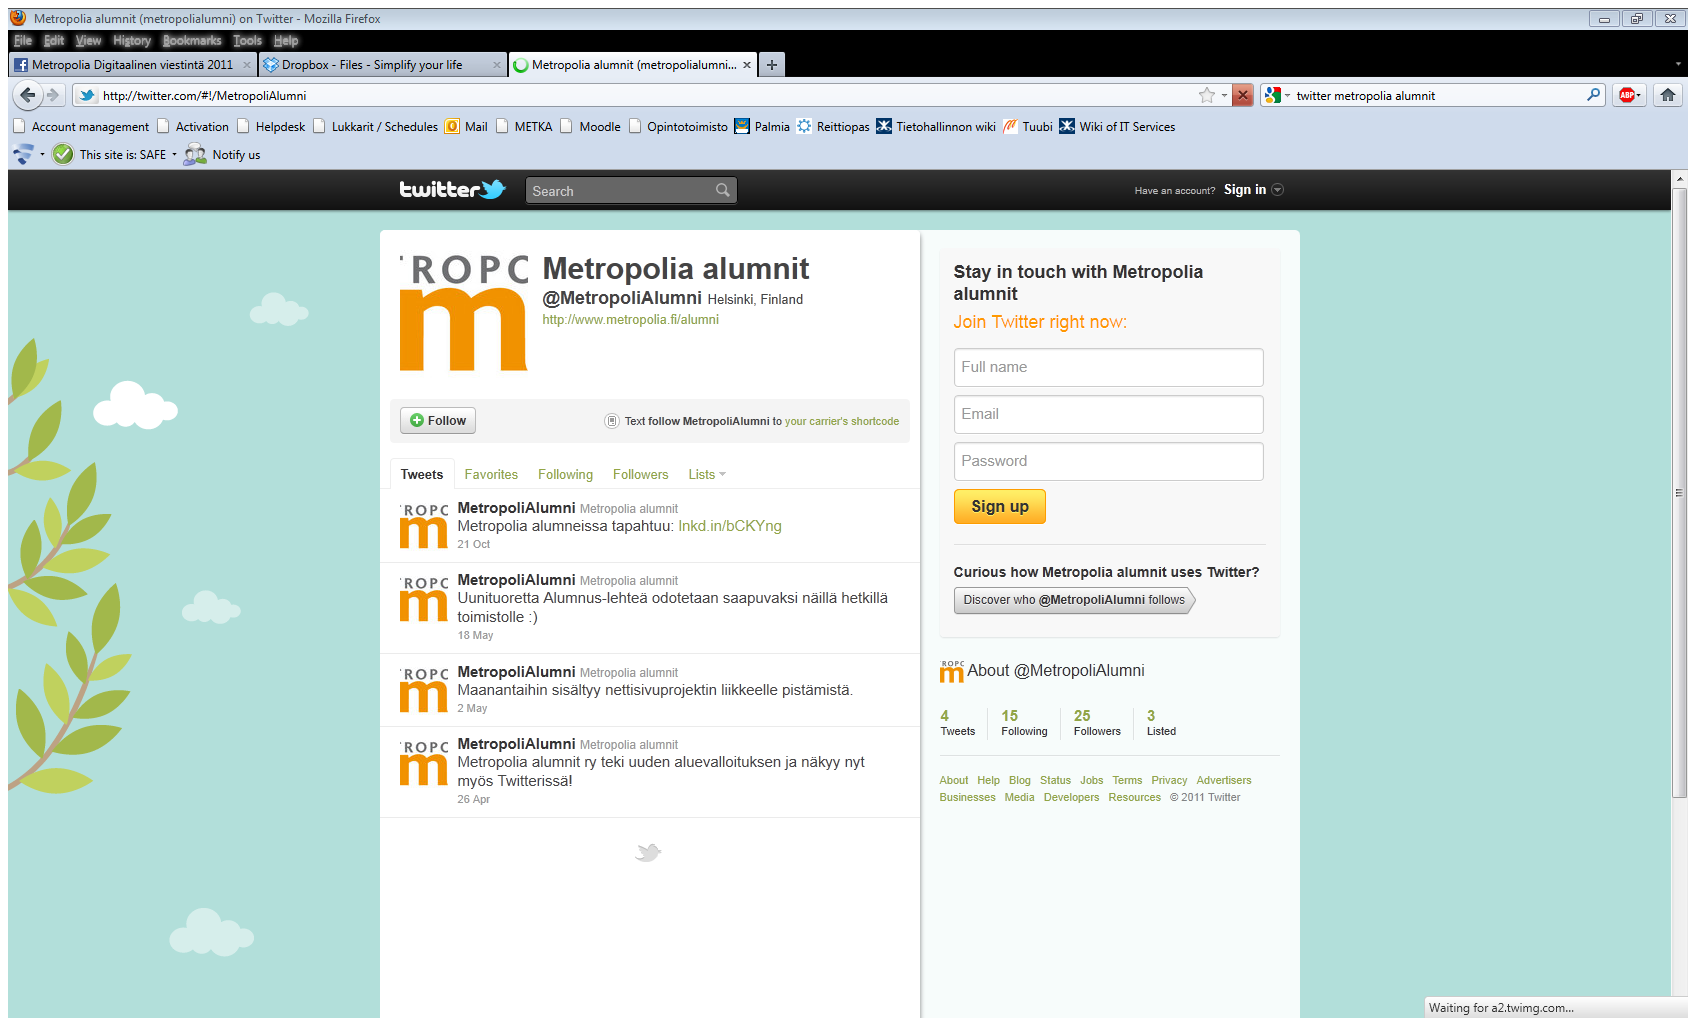 Metropolia alumnit (metropolialumni) on Twitter - Mozilla Firefox
File Edit View History Bookmarks Tools Help
Metropolia Digitaalinen viestintä 2011
Dropbox - Files - Simplify your life
Metropolia alumnit (metropolialumni...
http://twitter.com/#!/MetropoliAlumni
twitter metropolia alumnit
ABP
Account management Activation Helpdesk Lukkarit / Schedules Mail METKA Moodle Opintotoimisto Palmia Reittiopas Tietohallinnon wiki Tuubi Wiki of IT Services
This site is: SAFE Notify us
twitter
Search
Have an account? Sign in
ROPC
m
Metropolia alumnit
@MetropoliAlumni Helsinki, Finland
http://www.metropolia.fi/alumni
Follow
Text follow MetropoliAlumni to your carrier's shortcode
Tweets Favorites Following Followers Lists
ROPC
m
MetropoliAlumni Metropolia alumnit
Metropolia alumneissa tapahtuu: lnkd.in/bCKYng
21 Oct
ROPC
m
MetropoliAlumni Metropolia alumnit
Uunituoretta Alumnus-lehteä odotetaan saapuvaksi näillä hetkillä
toimistolle :)
18 May
ROPC
m
MetropoliAlumni Metropolia alumnit
Maanantaihin sisältyy nettisivuprojektin liikkeelle pistämistä.
2 May
ROPC
m
MetropoliAlumni Metropolia alumnit
Metropolia alumnit ry teki uuden aluevalloituksen ja näkyy nyt
myös Twitterissä!
26 Apr
Stay in touch with Metropolia
alumnit
Join Twitter right now:
Full name
Email
Password
Sign up
Curious how Metropolia alumnit uses Twitter?
Discover who @MetropoliAlumni follows
ROPC
m
About @MetropoliAlumni
4 15 25 3
Tweets Following Followers Listed
About Help Blog Status Jobs Terms Privacy Advertisers
Businesses Media Developers Resources © 2011 Twitter
Waiting for a2.twimg.com...